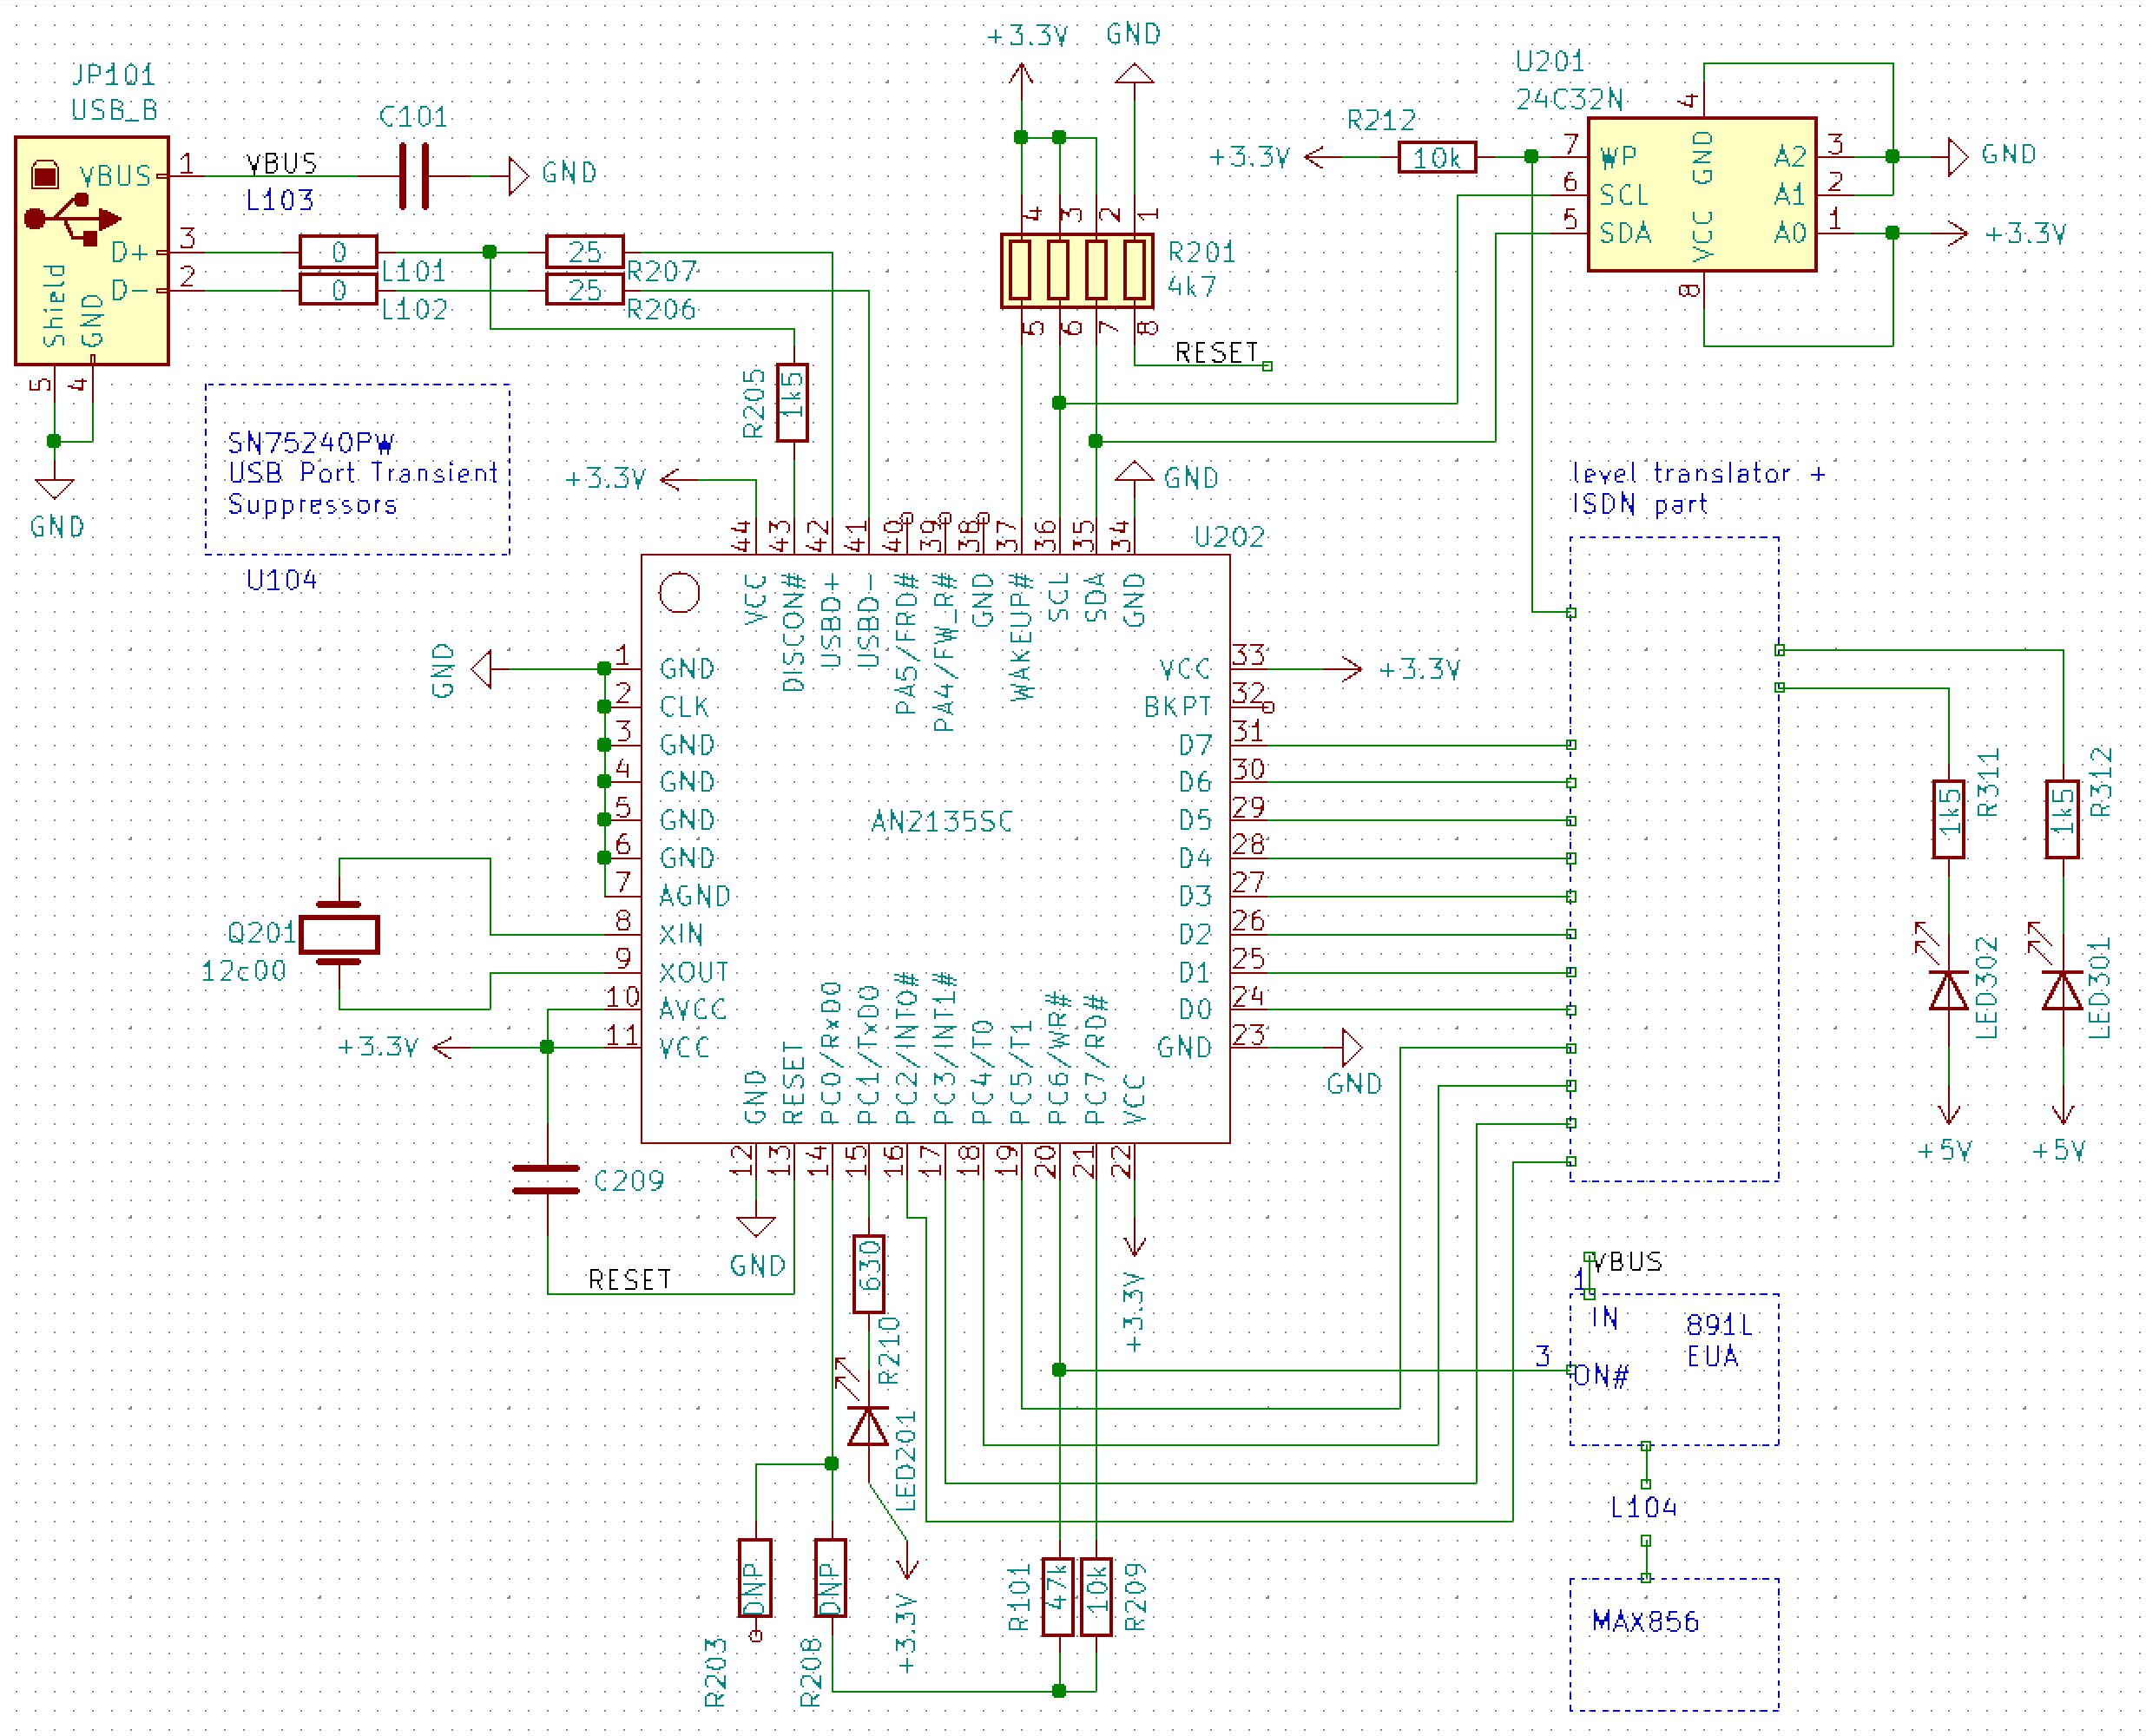 +3.3V
GND
JP101
USB_B
VBUS
D+
D-
Shield
GND
1
3
2
5
4
VBUS
L103
C101
GND
0
0
L101
L102
25
25
R207
R206
GND
SN75240PW
USB Port Transient
Suppressors
U104
R205
1k5
+3.3V
4
3
2
1
R201
4k7
5
6
7
8
RESET
GND
U201
24C32N
R212
+3.3V
10k
7
6
5
WP
SCL
SDA
4
GND
VCC
8
A2
A1
A0
3
2
1
GND
+3.3V
level translator +
ISDN part
U202
44
43
42
41
40
39
38
37
36
35
34
VCC
DISCON#
USBD+
USBD-
PA5/FRD#
PA4/FW_R#
GND
WAKEUP#
SCL
SDA
GND
AN2135SC
GND
1
GND
2
CLK
3
GND
4
GND
5
GND
6
GND
7
AGND
8
XIN
9
XOUT
10
AVCC
11
VCC
Q201
12c00
+3.3V
C209
VCC
33
+3.3V
BKPT
32
D7
31
D6
30
D5
29
D4
28
D3
27
D2
26
D1
25
D0
24
GND
23
GND
GND
RESET
PC0/RxD0
PC1/TxD0
PC2/INT0#
PC3/INT1#
PC4/T0
PC5/T1
PC6/WR#
PC7/RD#
VCC
12
13
14
15
16
17
18
19
20
21
22
GND
RESET
630
R210
LED201
+3.3V
+3.3V
DNP
R203
DNP
R208
R101
47k
10k
R209
1k5
R311
1k5
R312
LED302
LED301
+5V
+5V
VBUS
1
IN
891L
EUA
3
ON#
L104
MAX856